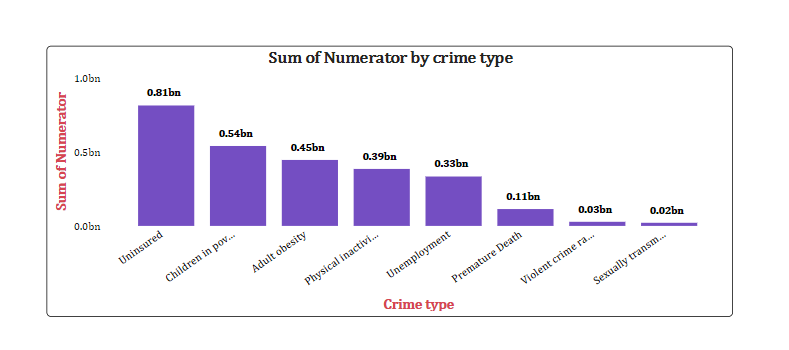 Sum of Numerator by crime type
Sum of Numerator
1.0bn
0.5bn
0.0bn
0.81bn
0.54bn
0.45bn
0.39bn
0.33bn
0.11bn
0.03bn
0.02bn
Uninsured
Children in pov...
Adult obesity
Physical inactivi...
Unemployment
Premature Death
Violent crime ra...
Sexually transm...
Crime type